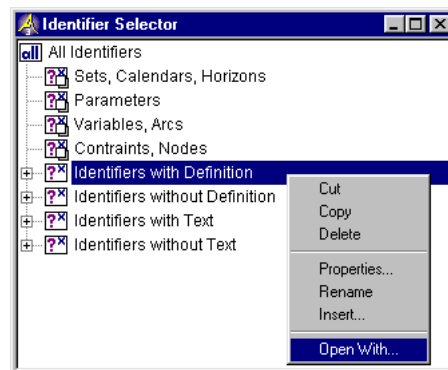 Identifier Selector
all All Identifiers
Sets, Calendars, Horizons
Parameters
Variables, Arcs
Contraints, Nodes
Identifiers with Definition
Identifiers without Definition
Identifiers with Text
Identifiers without Text
Cut
Copy
Delete
Properties...
Rename
Insert...
Open With...